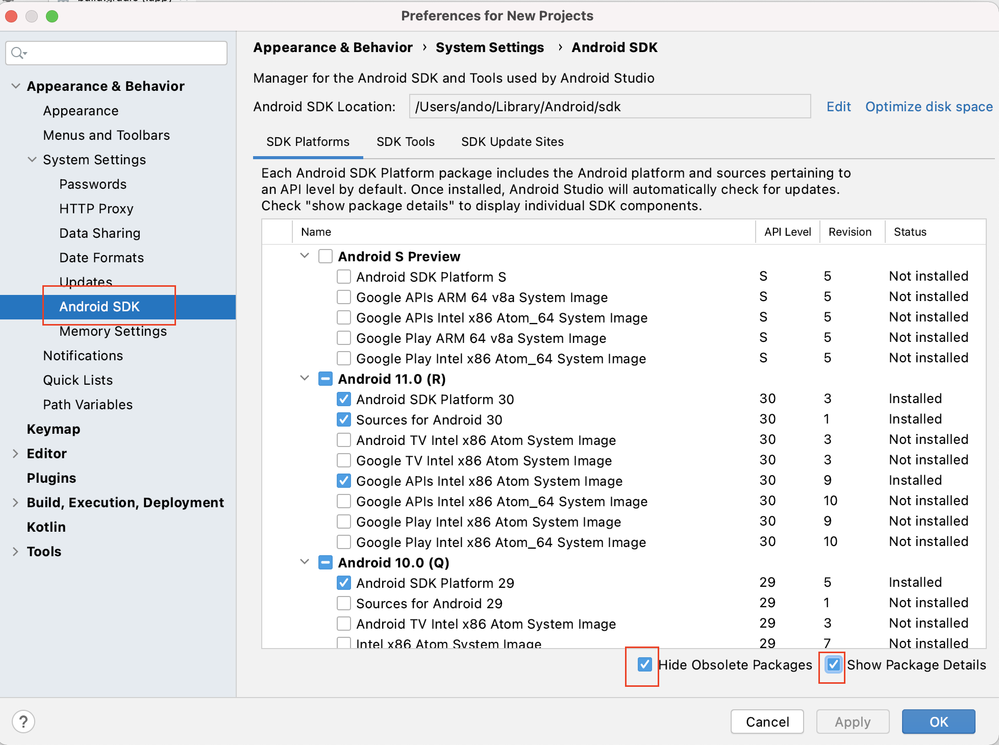 Preferences for New Projects
Appearance & Behavior
Appearance
Menus and Toolbars
System Settings
Passwords
HTTP Proxy
Data Sharing
Date Formats
Updates
Android SDK
Memory Settings
Notifications
Quick Lists
Path Variables
Keymap
Editor
Plugins
Build, Execution, Deployment
Kotlin
Tools
Appearance & Behavior › System Settings › Android SDK
Manager for the Android SDK and Tools used by Android Studio
Android SDK Location: /Users/ando/Library/Android/sdk Edit Optimize disk space
SDK Platforms SDK Tools SDK Update Sites
Each Android SDK Platform package includes the Android platform and sources pertaining to
an API level by default. Once installed, Android Studio will automatically check for updates.
Check "show package details" to display individual SDK components.
Name API Level Revision Status
Android S Preview
Android SDK Platform S S 5 Not installed
Google APIs ARM 64 v8a System Image S 5 Not installed
Google APIs Intel x86 Atom_64 System Image S 5 Not installed
Google Play ARM 64 v8a System Image S 5 Not installed
Google Play Intel x86 Atom_64 System Image S 5 Not installed
Android 11.0 (R)
Android SDK Platform 30 30 3 Installed
Sources for Android 30 30 1 Installed
Android TV Intel x86 Atom System Image 30 3 Not installed
Google TV Intel x86 Atom System Image 30 3 Not installed
Google APIs Intel x86 Atom System Image 30 9 Installed
Google APIs Intel x86 Atom_64 System Image 30 10 Not installed
Google Play Intel x86 Atom System Image 30 9 Not installed
Google Play Intel x86 Atom_64 System Image 30 10 Not installed
Android 10.0 (Q)
Android SDK Platform 29 29 5 Installed
Sources for Android 29 29 1 Not installed
Android TV Intel x86 Atom System Image 29 3 Not installed
Intel x86 Atom System Image 29 7 Not installed
Hide Obsolete Packages Show Package Details
? Cancel Apply OK